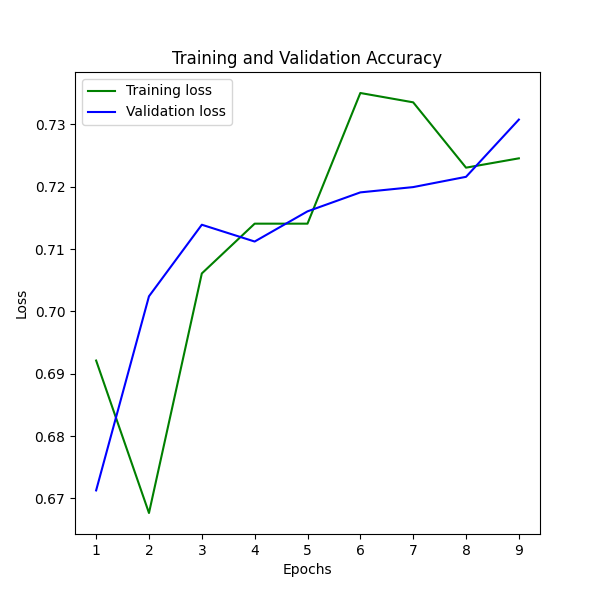 Training and Validation Accuracy
Training loss
Validation loss
0.73
0.72
0.71
0.70
0.69
0.68
0.67
Loss
1 2 3 4 5 6 7 8 9
Epochs